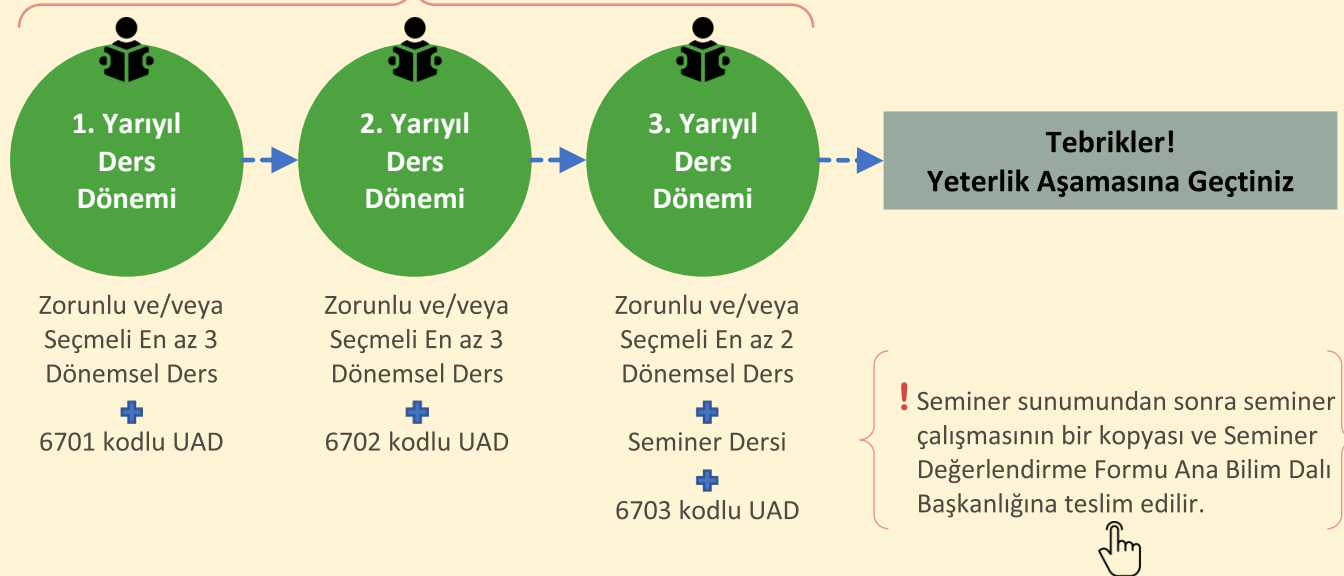 1. Yarıyıl
Ders
Dönemi
2. Yarıyıl
Ders
Dönemi
3. Yarıyıl
Ders
Dönemi
Tebrikler!
Yeterlik Aşamasına Geçtiniz
Zorunlu ve/veya
Seçmeli En az 3
Dönemsel Ders
6701 kodlu UAD
Zorunlu ve/veya
Seçmeli En az 3
Dönemsel Ders
6702 kodlu UAD
Zorunlu ve/veya
Seçmeli En az 2
Dönemsel Ders
Seminer Dersi
6703 kodlu UAD
! Seminer sunumundan sonra seminer
çalışmasının bir kopyası ve Seminer
Değerlendirme Formu Ana Bilim Dalı
Başkanlığına teslim edilir.